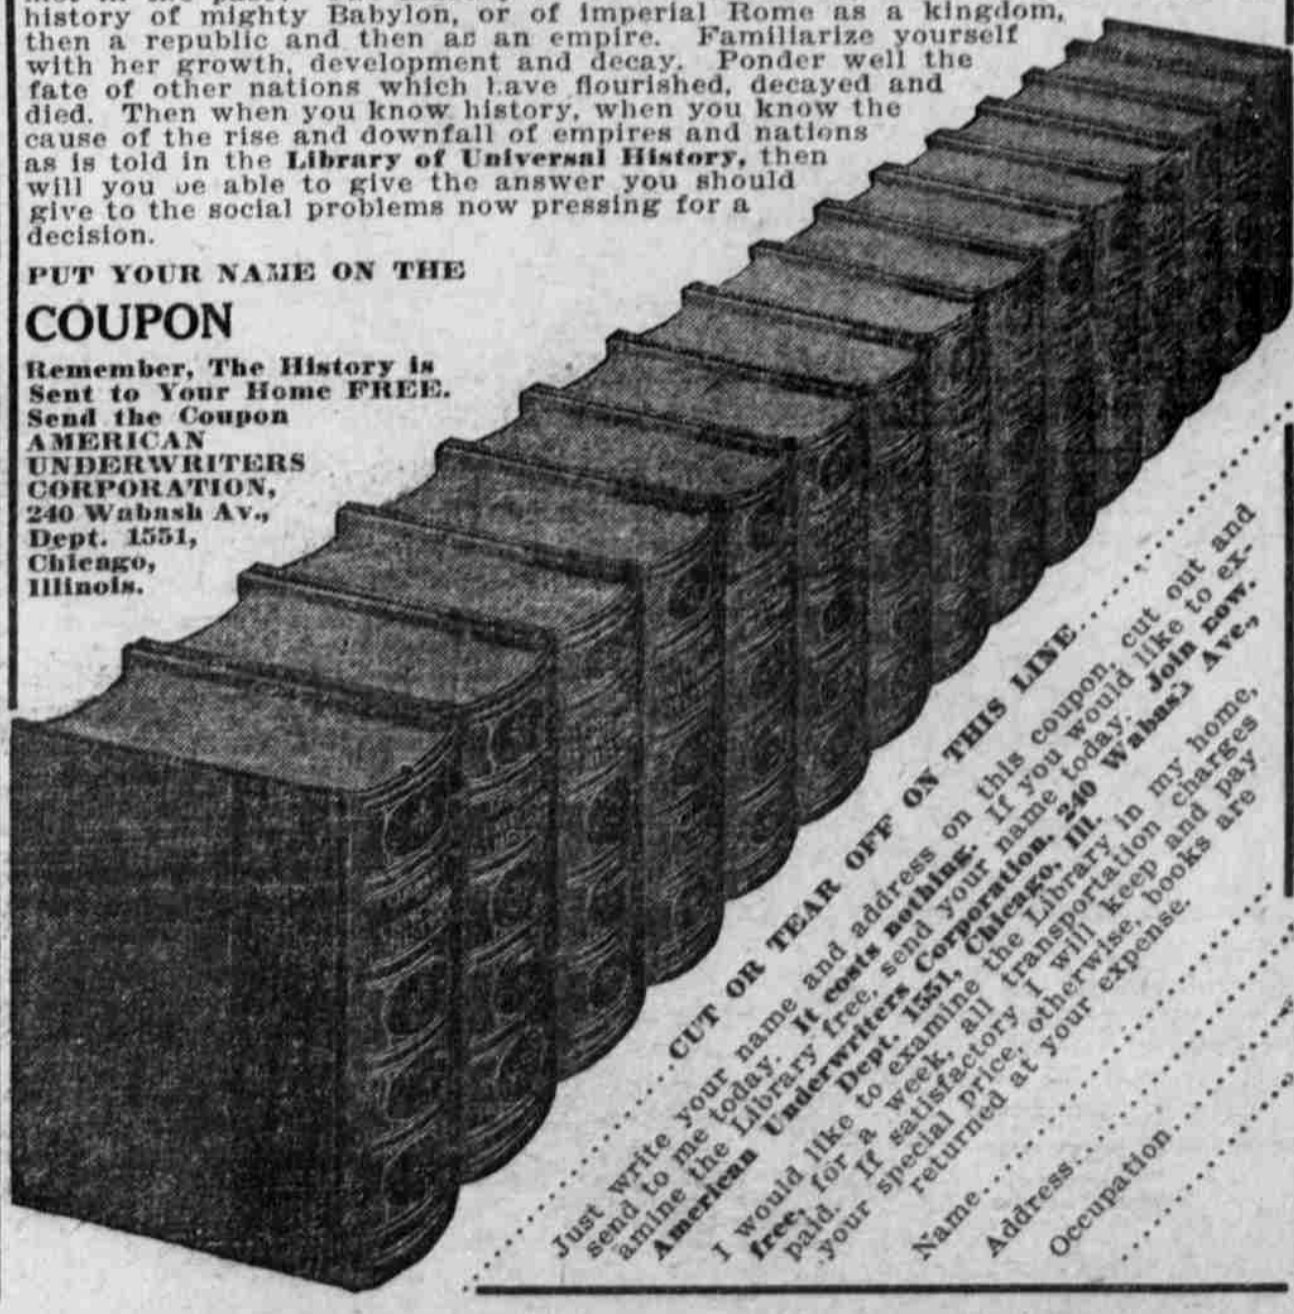 history of mighty Babylon, or of imperial Rome as a kingdom,
then a republic and then as an empire. Familiarize yourself
with her growth, development and decay. Ponder well the
fate of other nations which have flourished, decayed and
died. Then when you know history, when you know the
cause of the rise and downfall of empires and nations
as is told in the Library of Universal History, then
will you be able to give the answer you should
give to the social problems now pressing for a
decision.
PUT YOUR NAME ON THE
COUPON
Remember, The History is
Sent to Your Home FREE.
Send the Coupon
AMERICAN
UNDERWRITERS
CORPORATION,
240 Wabash Av.,
Dept. 1551,
Chicago,
Illinois.
CUT OR TEAR OFF ON THIS LINE
Just write your name and address on this coupon, cut out and
send to me today. It costs nothing. If you would like to ex-
amine the Library free, send your name today. Join now.
American Underwriters Corporation, 240 Wabash Ave.,
Dept. 1551, Chicago, Ill.
I would like to examine the Library in my home,
free, for a week, all transportation charges
paid. If satisfactory I will keep and pay
your special price, otherwise, books are
returned at your expense.
Name
Address
Occupation